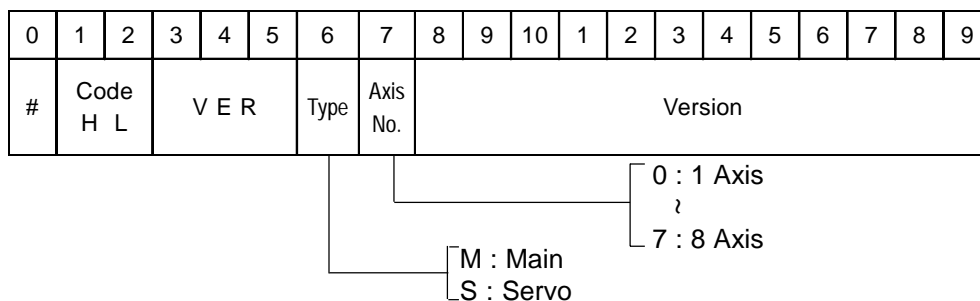 0 1 2 3 4 5 6 7 8 9 10 1 2 3 4 5 6 7 8 9
# Code H L V E R Type Axis No. Version
0 : 1 Axis
~
7 : 8 Axis
M : Main
S : Servo